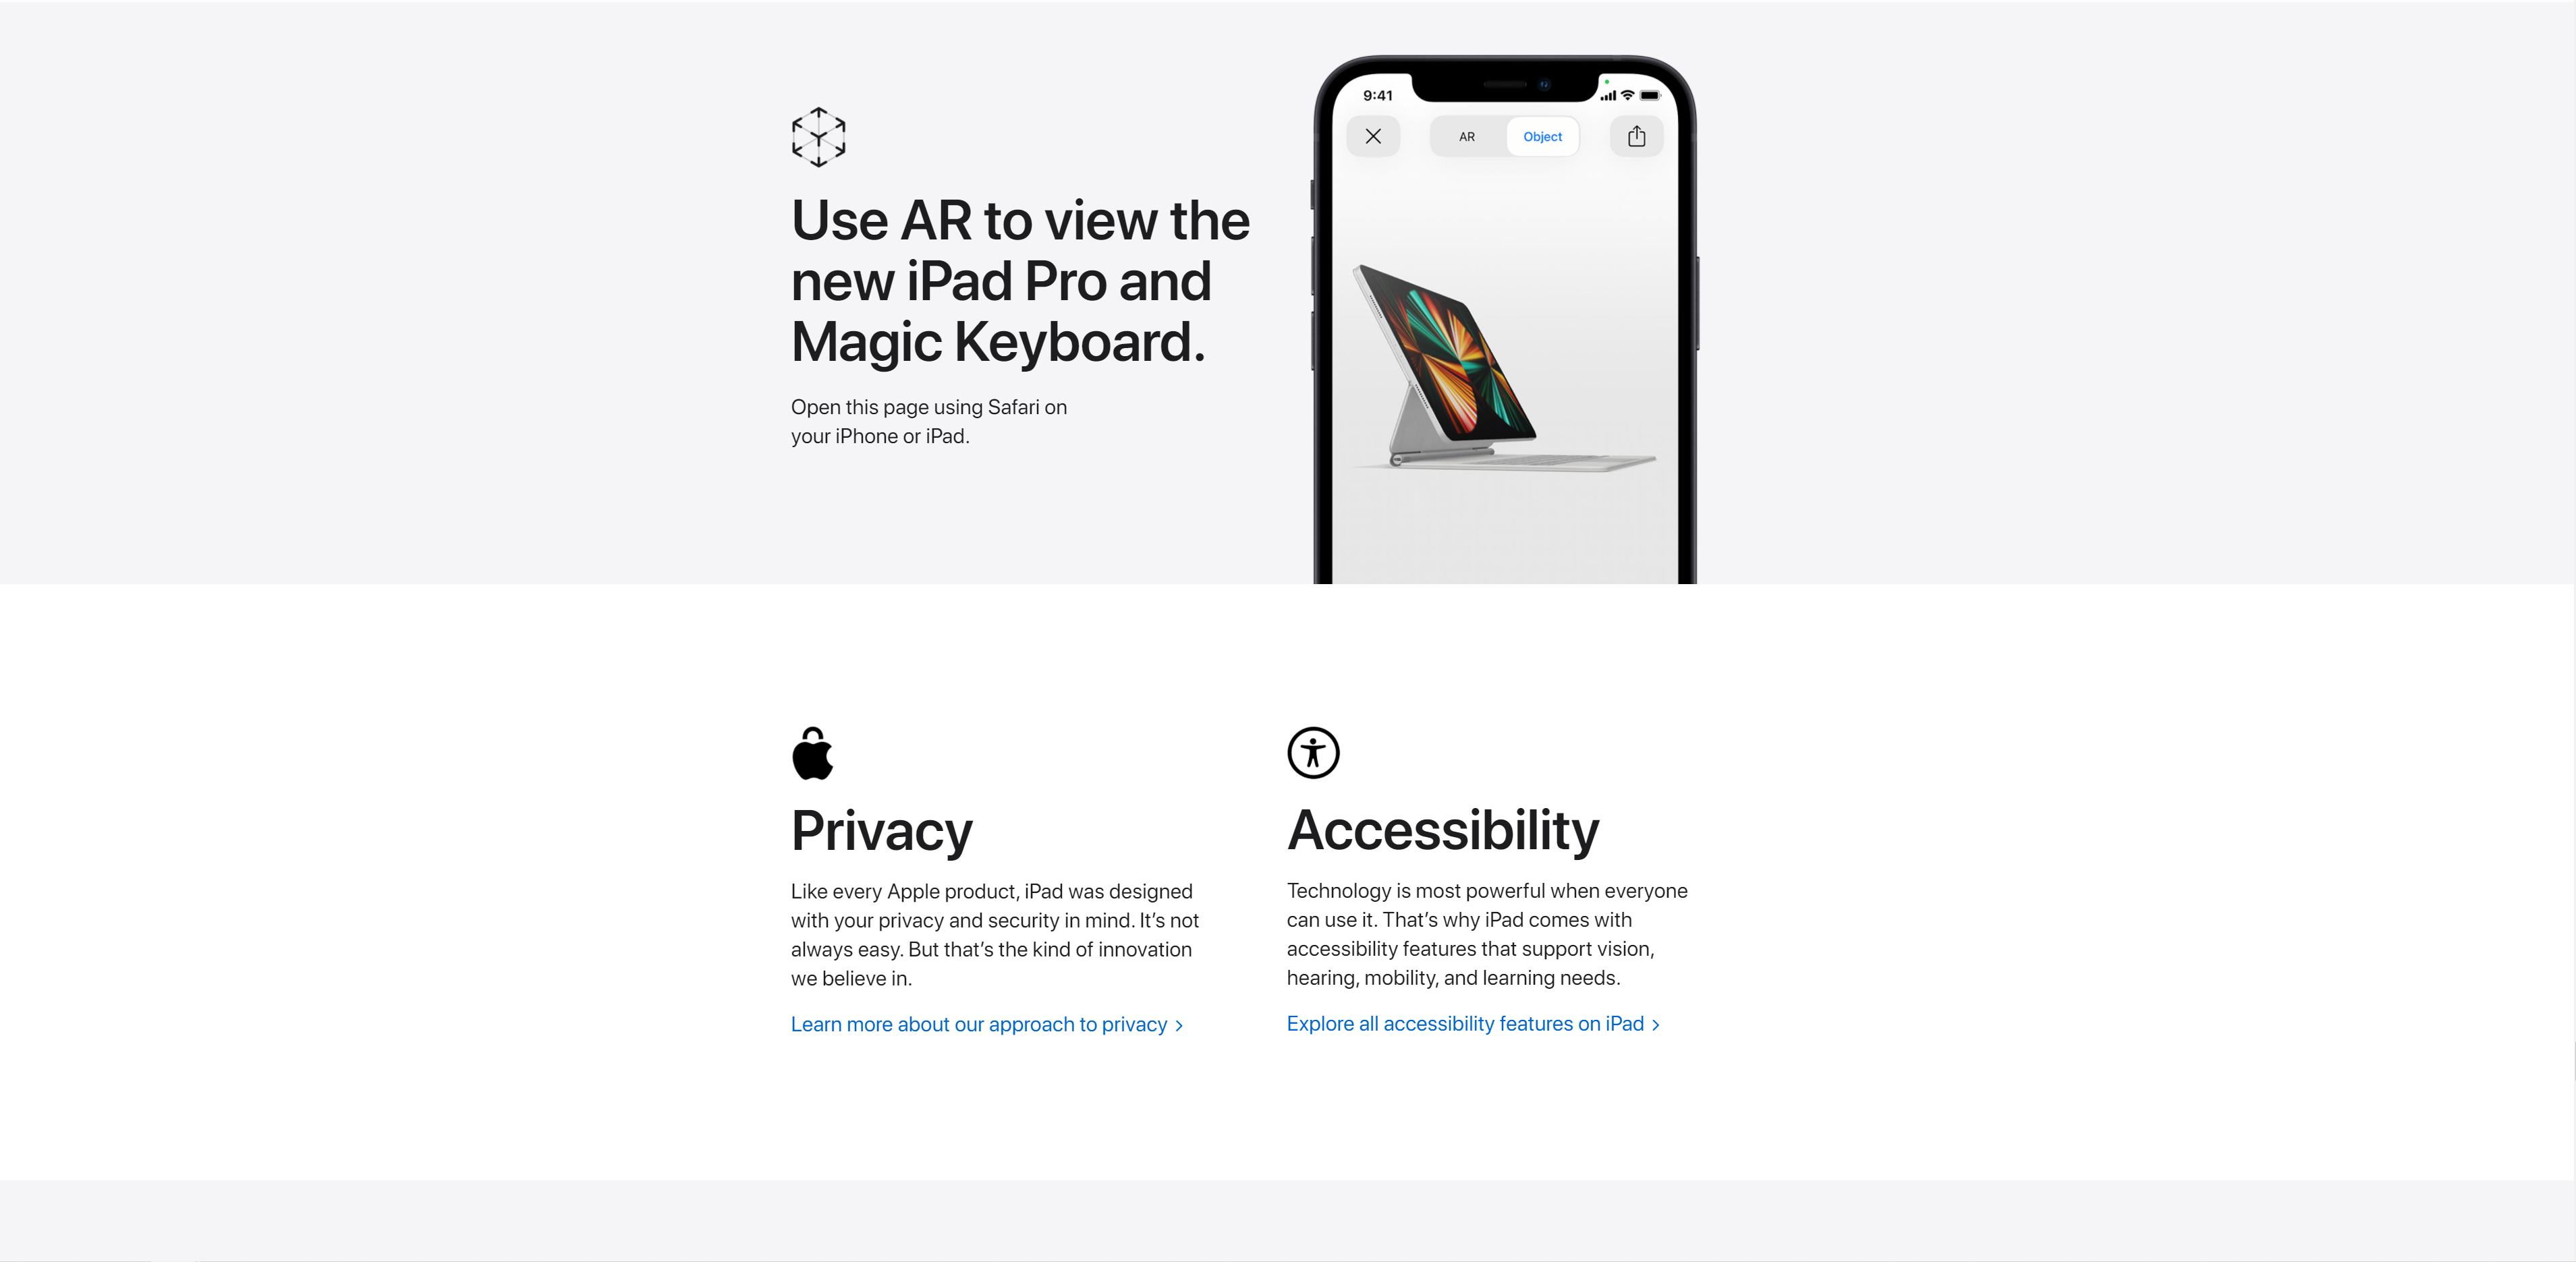 Use AR to view the
new iPad Pro and
Magic Keyboard.
Open this page using Safari on
your iPhone or iPad.
9:41
AR Object
Privacy
Like every Apple product, iPad was designed
with your privacy and security in mind. It’s not
always easy. But that’s the kind of innovation
we believe in.
Learn more about our approach to privacy >
Accessibility
Technology is most powerful when everyone
can use it. That’s why iPad comes with
accessibility features that support vision,
hearing, mobility, and learning needs.
Explore all accessibility features on iPad >